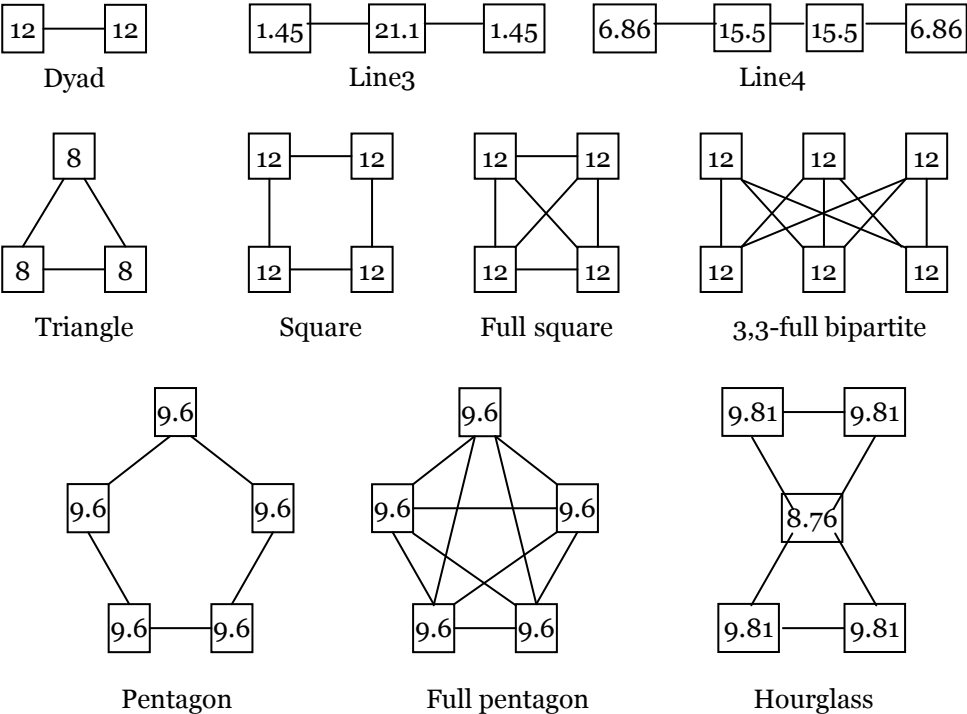 12 12 1.45 21.1 1.45 6.86 15.5 15.5 6.86
Dyad Line3 Line4
8 12 12 12 12 12 12 12
8 8 12 12 12 12 12 12 12
Triangle Square Full square 3,3-full bipartite
9.6 9.6 9.81 9.81
9.6 9.6 9.6 9.6 8.76
9.6 9.6 9.6 9.6 9.81 9.81
Pentagon Full pentagon Hourglass